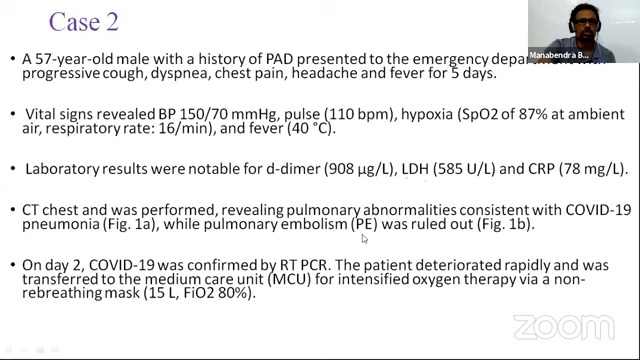 Case 2
Manabendra B...
• A 57-year-old male with a history of PAD presented to the emergency
progressive cough, dyspnea, chest pain, headache and fever for 5 days.
• Vital signs revealed BP 150/70 mmHg, pulse (110 bpm), hypoxia (SpO2 of 87% at ambient
air, respiratory rate: 16/min), and fever (40 °C).
• Laboratory results were notable for d-dimer (908 µg/L), LDH (585 U/L) and CRP (78 mg/L).
• CT chest and was performed, revealing pulmonary abnormalities consistent with COVID-19
pneumonia (Fig. 1a), while pulmonary embolism (PE) was ruled out (Fig. 1b).
• On day 2, COVID-19 was confirmed by RT PCR. The patient deteriorated rapidly and was
transferred to the medium care unit (MCU) for intensified oxygen therapy via a non-
rebreathing mask (15 L, FiO2 80%).
zoom